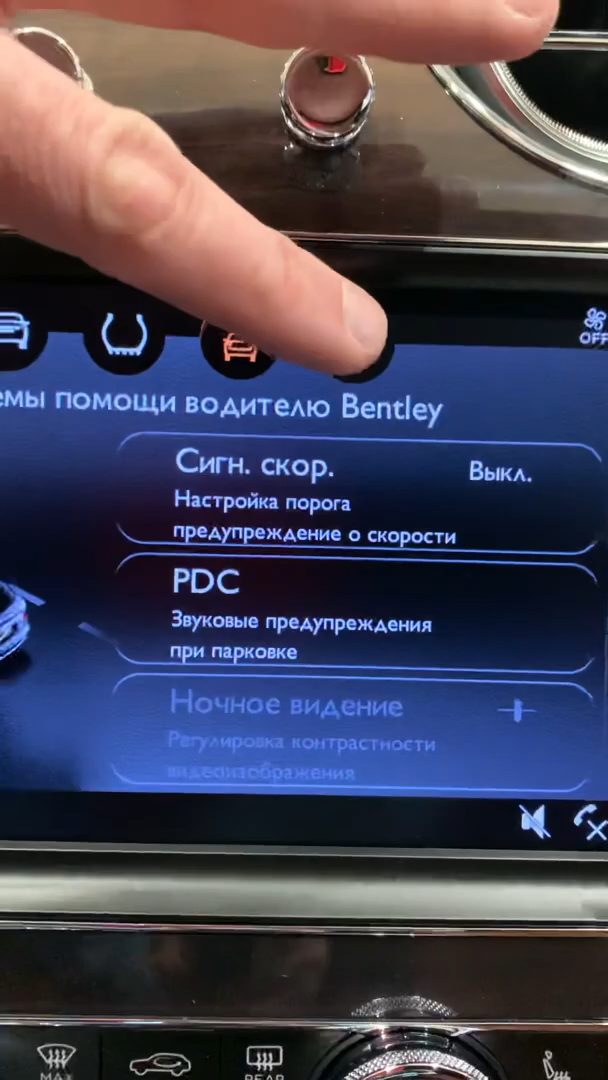 OFF
емы помощи водителю Bentley
Сигн. скор.
Выкл.
Настройка порога
предупреждение о скорости
PDC
Звуковые предупреждения
при парковке
Ночное видение
Регулировка контрастности
видеоизображения
MAX
REAR